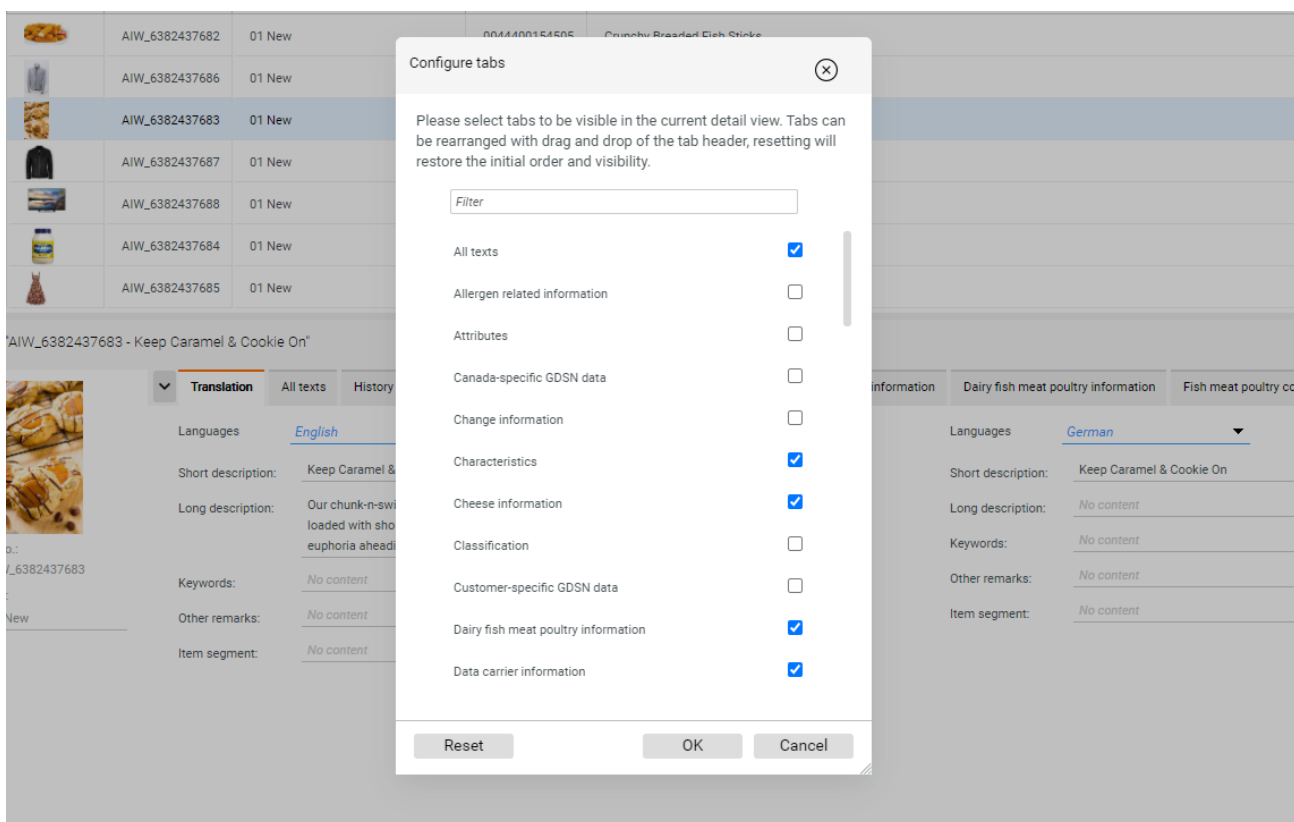 AIW_6382437682 01 New 0044400154505 Crunchy Breaded Fish Sticks
AIW_6382437686 01 New
AIW_6382437683 01 New
AIW_6382437687 01 New
AIW_6382437688 01 New
AIW_6382437684 01 New
AIW_6382437685 01 New
Configure tabs
Please select tabs to be visible in the current detail view. Tabs can
be rearranged with drag and drop of the tab header, resetting will
restore the initial order and visibility.
Filter
All texts
Allergen related information
Attributes
Canada-specific GDSN data
Change information
Characteristics
Cheese information
Classification
Customer-specific GDSN data
Dairy fish meat poultry information
Data carrier information
Reset OK Cancel
"AIW_6382437683 - Keep Caramel & Cookie On"
Translation All texts History information Dairy fish meat poultry information Fish meat poultry co
Languages English
Short description: Keep Caramel &
Long description: Our chunk-n-swi
loaded with sho
euphoria aheadi
Keywords: No content
Other remarks: No content
Item segment: No content
Languages German
Short description: Keep Caramel & Cookie On
Long description: No content
Keywords: No content
Other remarks: No content
Item segment: No content
o.:
_6382437683
:
New